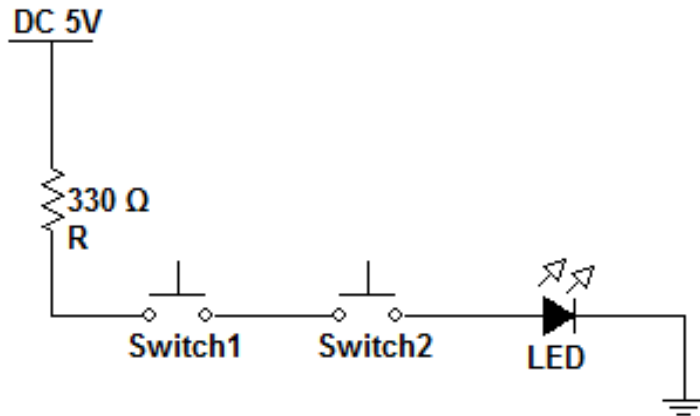 DC 5V
330 Ω
R
Switch1
Switch2
LED